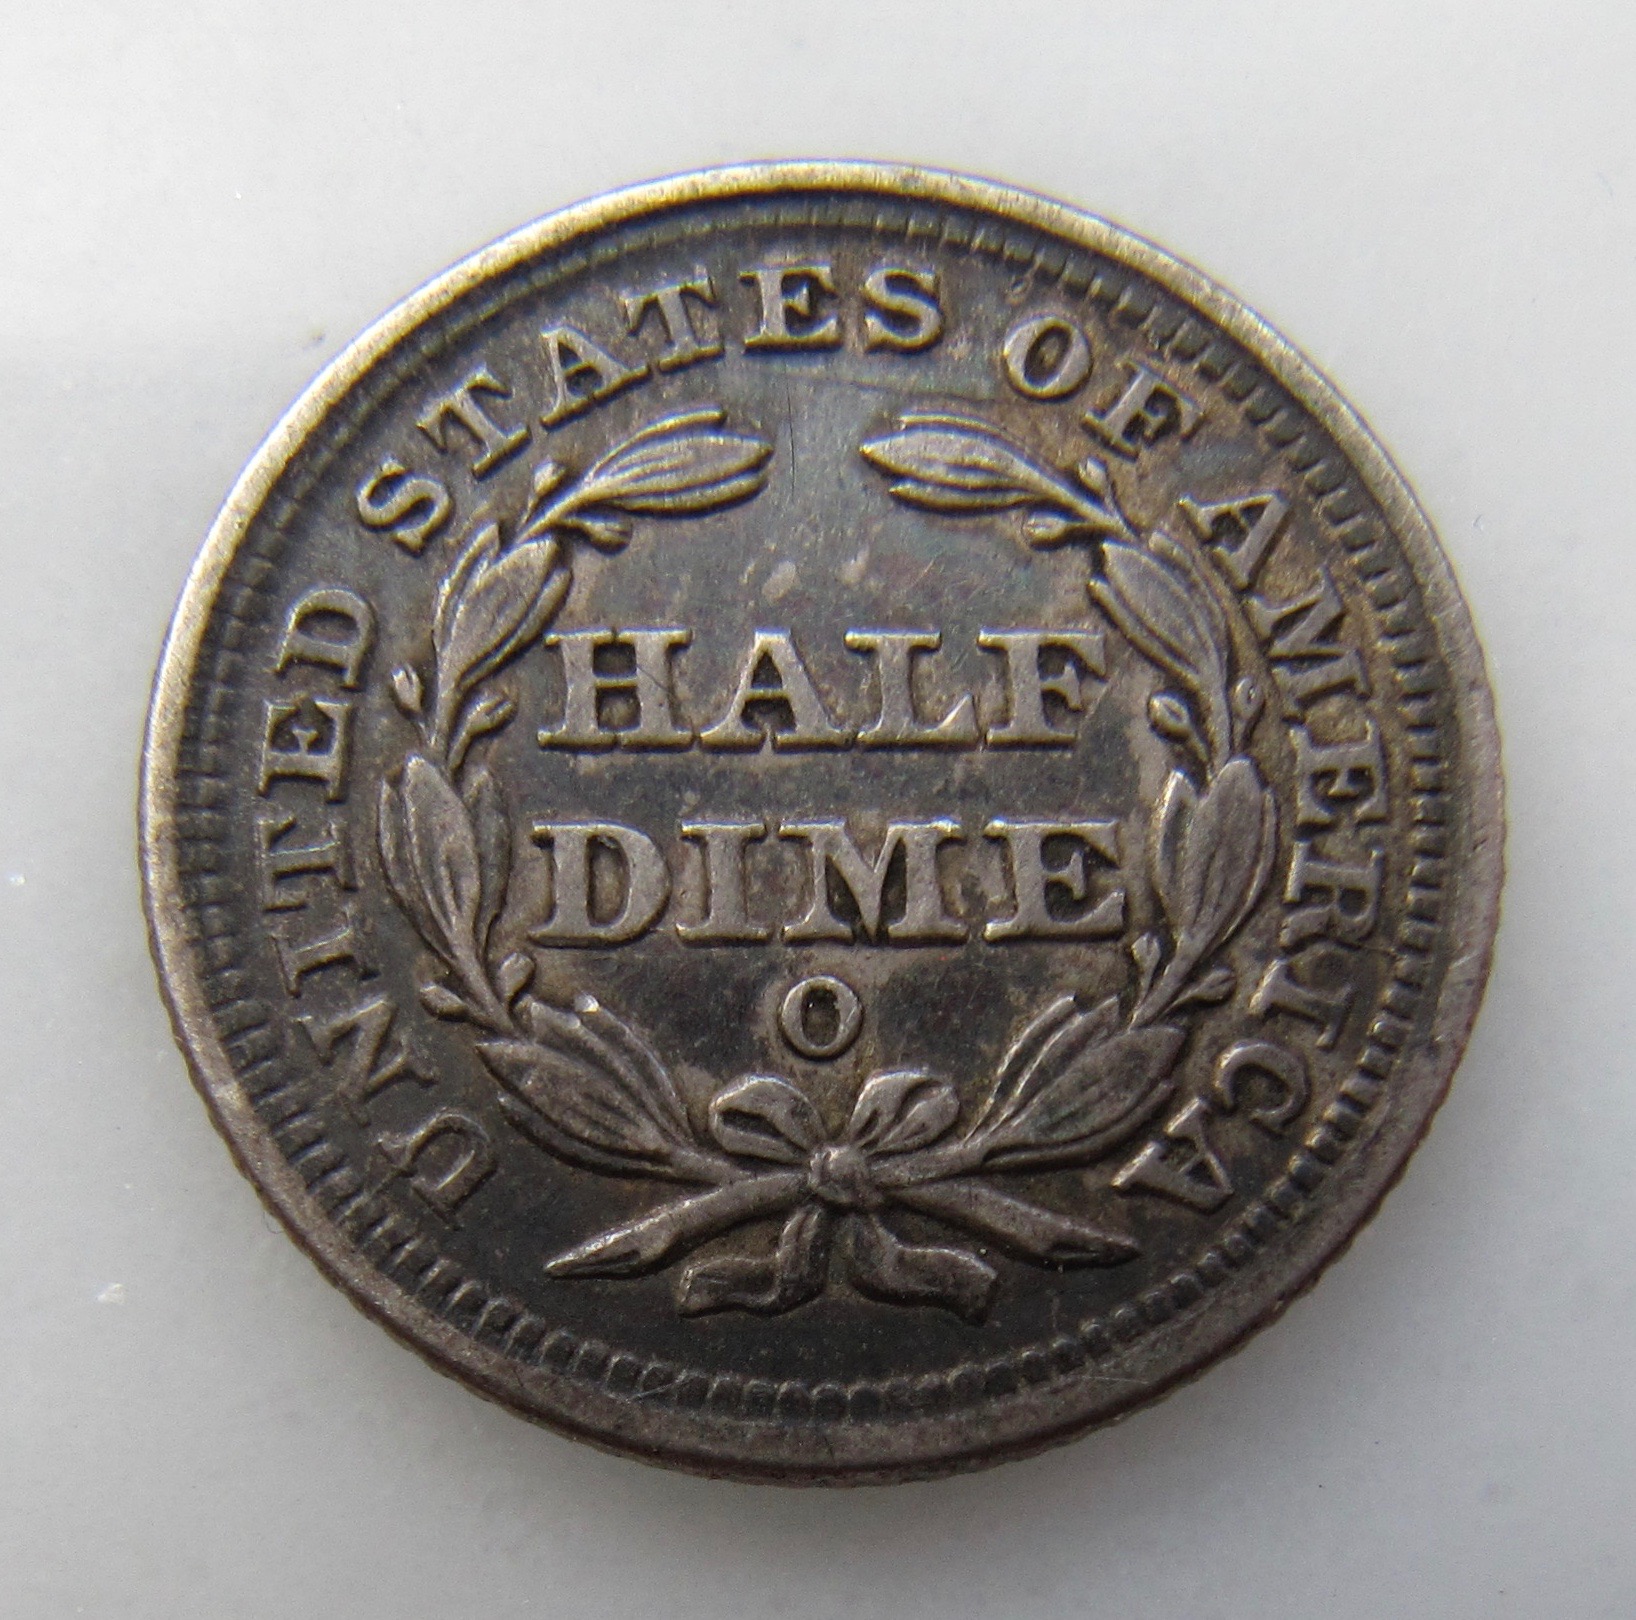 UNITED STATES OF AMERICA
HALF
DIME
O